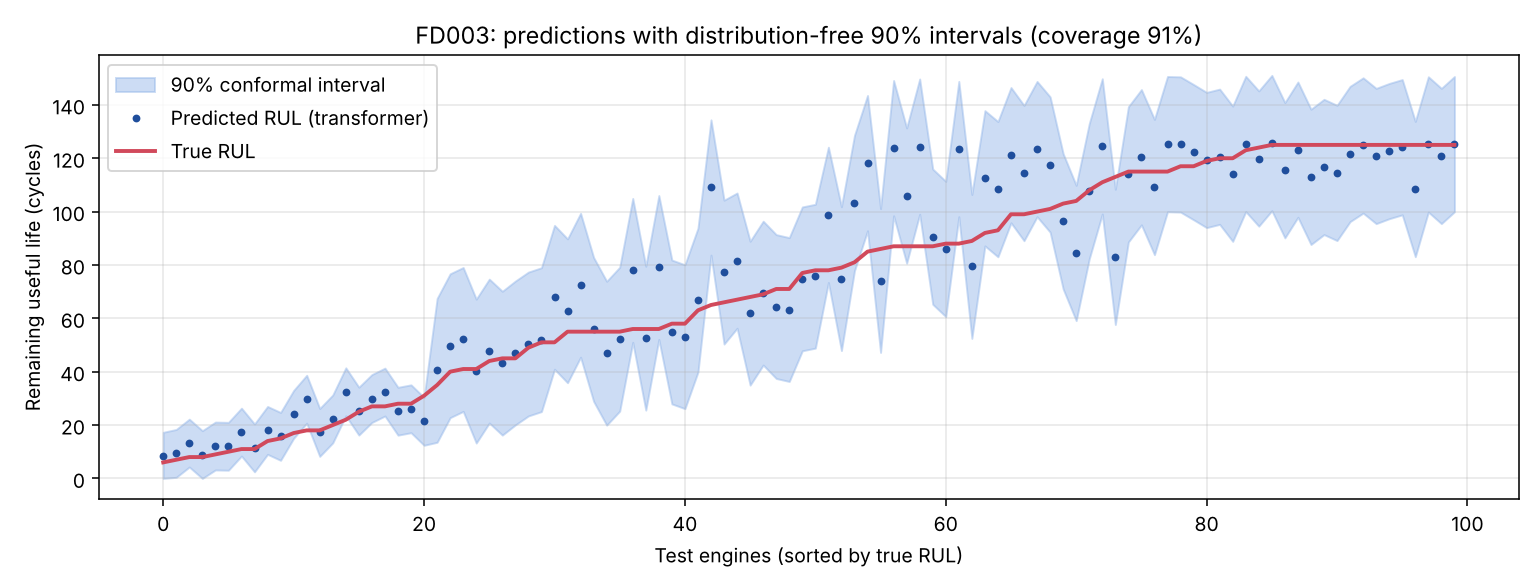 FD003: predictions with distribution-free 90% intervals (coverage 91%)
90% conformal interval
Predicted RUL (transformer)
True RUL
Remaining useful life (cycles)
140
120
100
80
60
40
20
0
0 20 40 60 80 100
Test engines (sorted by true RUL)